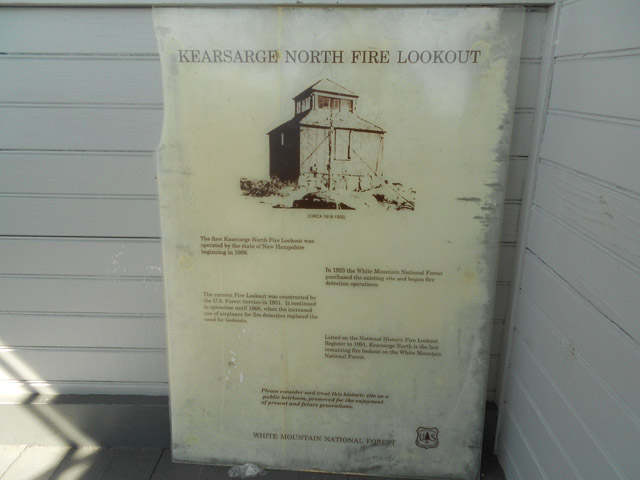 KEARSARGE NORTH FIRE LOOKOUT
The first Kearsarge North Fire Lookout was
operated by the state of New Hampshire
beginning in 1909.
In the White Mountain National Forest
purchased the existing site and began fire
detection operations.
The current Fire Lookout was constructed by
the U.S. Forest Service in 1951. It continued
in operation until 1968, when the increased
use of airplanes for fire detection replaced the
need for lookouts.
Listed on the National Historic Fire Lookout
Register in 1991, Kearsarge North is the last
remaining fire lookout on the White Mountain
National Forest.
Please consider and treat this historic site as a
public heirloom, preserved for the enjoyment
of present and future generations.
WHITE MOUNTAIN NATIONAL FOREST